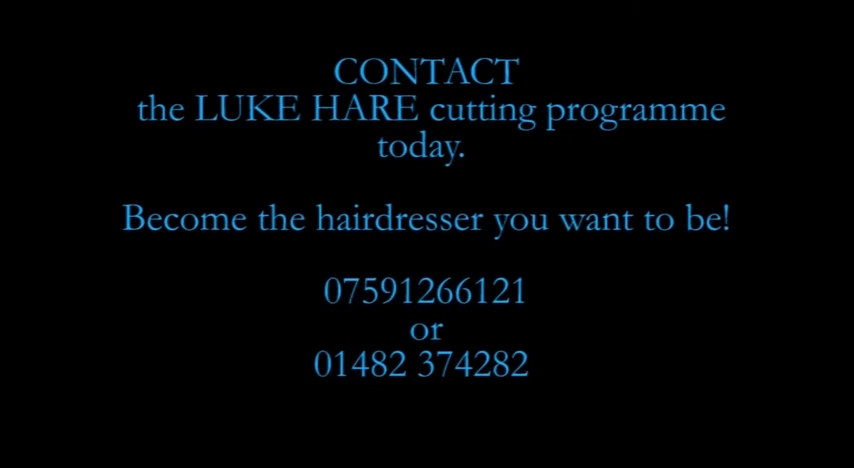 CONTACT
the LUKE HARE cutting programme
today.
Become the hairdresser you want to be!
07591266121
or
01482 374282